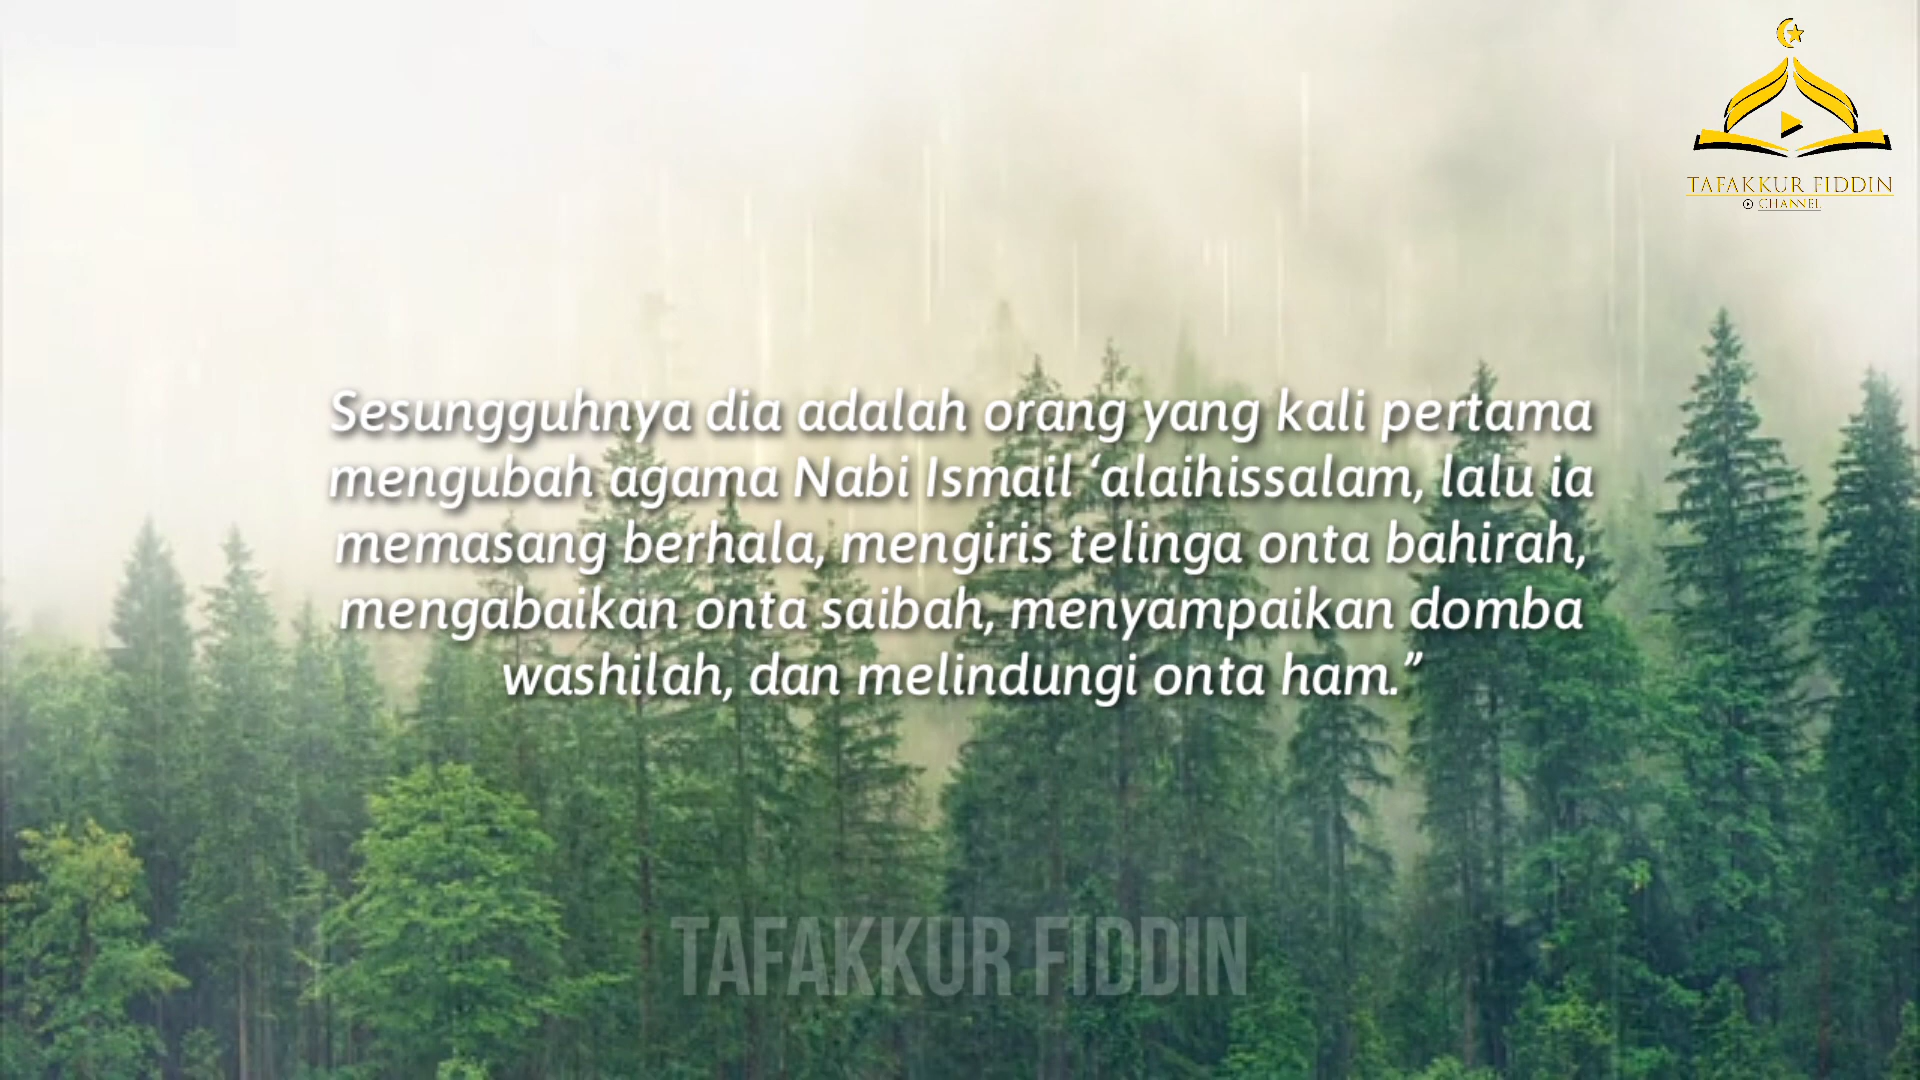 TAFAKKUR FIDDIN
CHANNEL
Sesungguhnya dia adalah orang yang kali pertama
mengubah agama Nabi Ismail ‘alaihissalam, lalu ia
memasang berhala, mengiris telinga onta bahirah,
mengabaikan onta saibah, menyampaikan domba
washilah, dan melindungi onta ham.”
TAFAKKUR FIDDIN